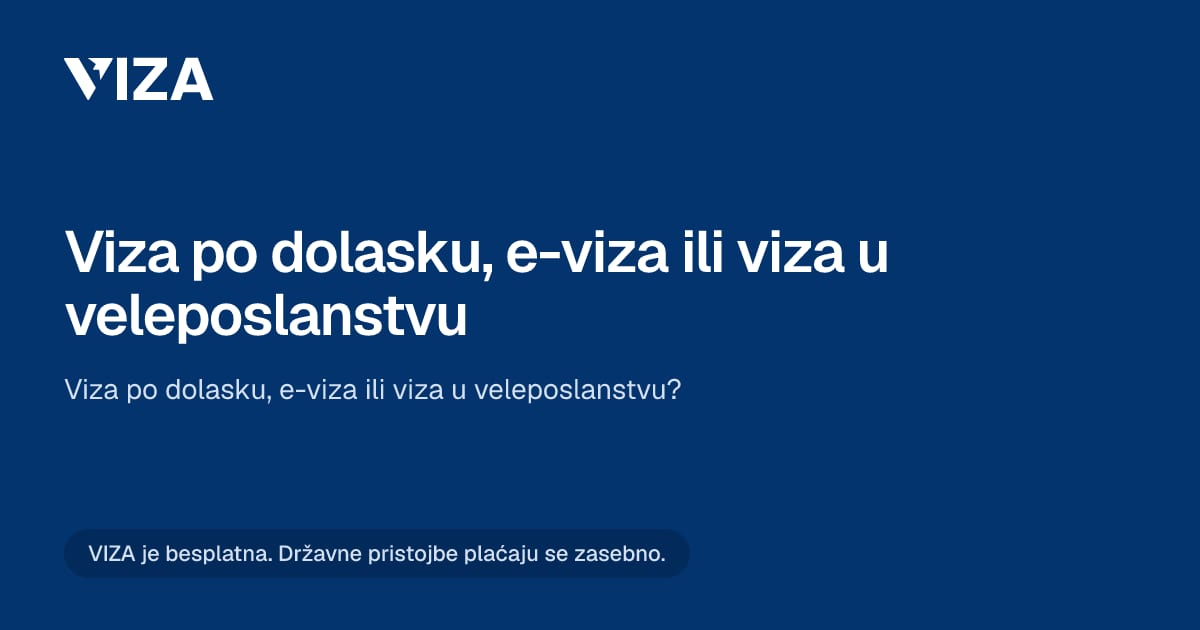 VIZA
Viza po dolasku, e-viza ili viza u
veleposlanstvu
Viza po dolasku, e-viza ili viza u veleposlanstvu?
VIZA je besplatna. Državne pristojbe plaćaju se zasebno.